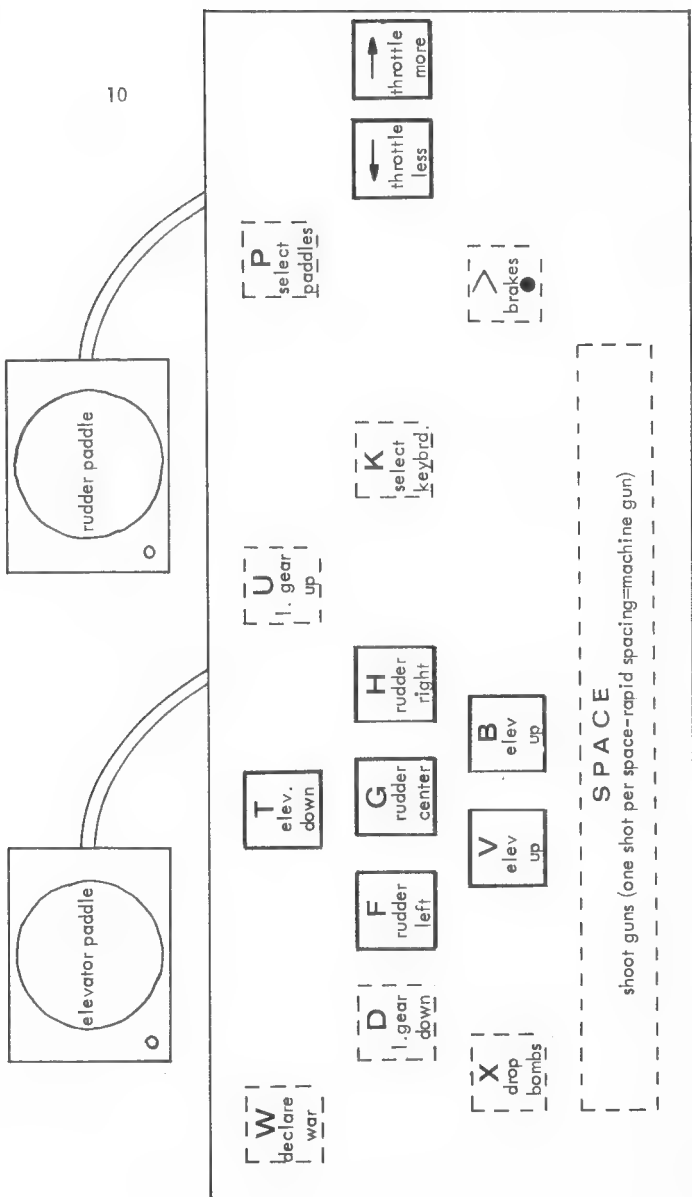 10
elevator paddle
rudder paddle
W
declare
war
T
elev.
down
U
l. gear
up
P
select
paddles
D
l.gear
down
F
rudder
left
G
rudder
center
H
rudder
right
K
select
keybrd.
←
throttle
less
→
throttle
more
X
drop
bombs
V
elev
up
B
elev
up
>
.
brakes
SPACE
shoot guns (one shot per space-rapid spacing=machine gun)